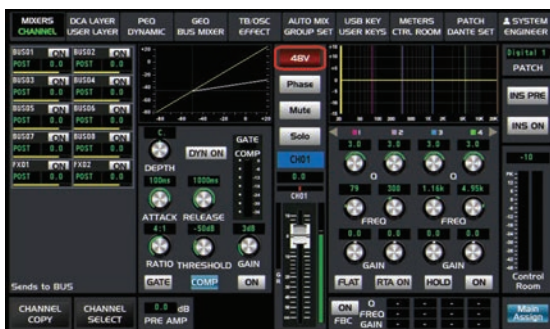 MIXERS DCA LAYER PEQ GEQ TB/OSC AUTO MIX USB KEY METERS PATCH SYSTEM
CHANNEL USER LAYER DYNAMIC BUS MIXER EFFECT GROUP SET USER KEYS CTRL. ROOM DANTE SET ENGINEER
BUS01 ON BUS02 ON
POST 0.0 POST 0.0
BUS03 ON BUS04 ON
POST 0.0 POST 0.0
BUS05 ON BUS06 ON
POST 0.0 POST 0.0
BUS07 ON BUS08 ON
POST 0.0 POST 0.0
FX01 ON FX02 ON
POST 0.0 POST 0.0
Sends to BUS
CHANNEL COPY
CHANNEL SELECT
DEPTH
DYN ON
GATE
COMP
100ms 1000ms
ATTACK RELEASE
4:1 -50dB 3dB
RATIO THRESHOLD GAIN
GATE COMP ON
0.0 dB
PRE AMP
48V
Phase
Mute
Solo
CH01
0.0
CH01
1 2 3 4
3.0 3.0 3.0 3.0
Q Q
79 300 1.16k 4.95k
FREQ FREQ
0.0 0.0 0.0 0.0
GAIN GAIN
FLAT RTA ON HOLD ON
ON Q
FBC FREQ
GAIN
Digital 1
PATCH
INS PRE
INS ON
-10
Control
Room
Main
Assign